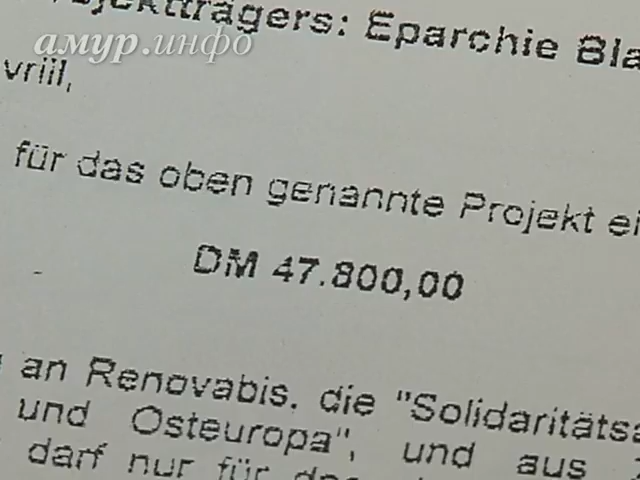 ojektträgers: Eparchie Bla
амур.инфо
vriil,
für das oben genannte Projekt ei
DM 47.800,00
an Renovabis. die "Solidaritätsa
und Osteuropa", und aus
darf nur für